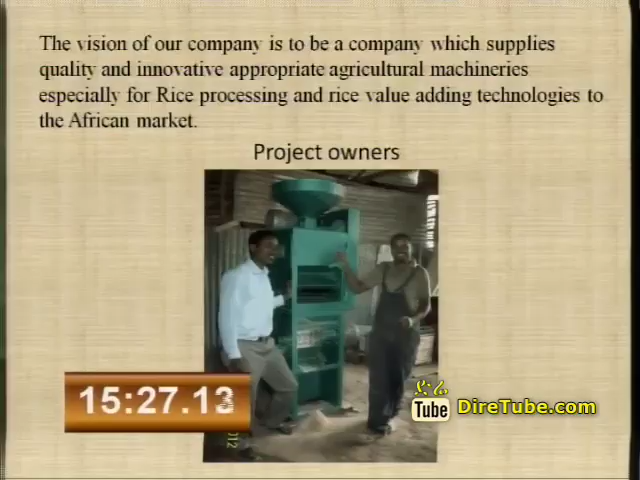 The vision of our company is to be a company which supplies
quality and innovative appropriate agricultural machineries
especially for Rice processing and rice value adding technologies to
the African market.
Project owners
15:27.13
ድሬ
Tube
DireTube.com